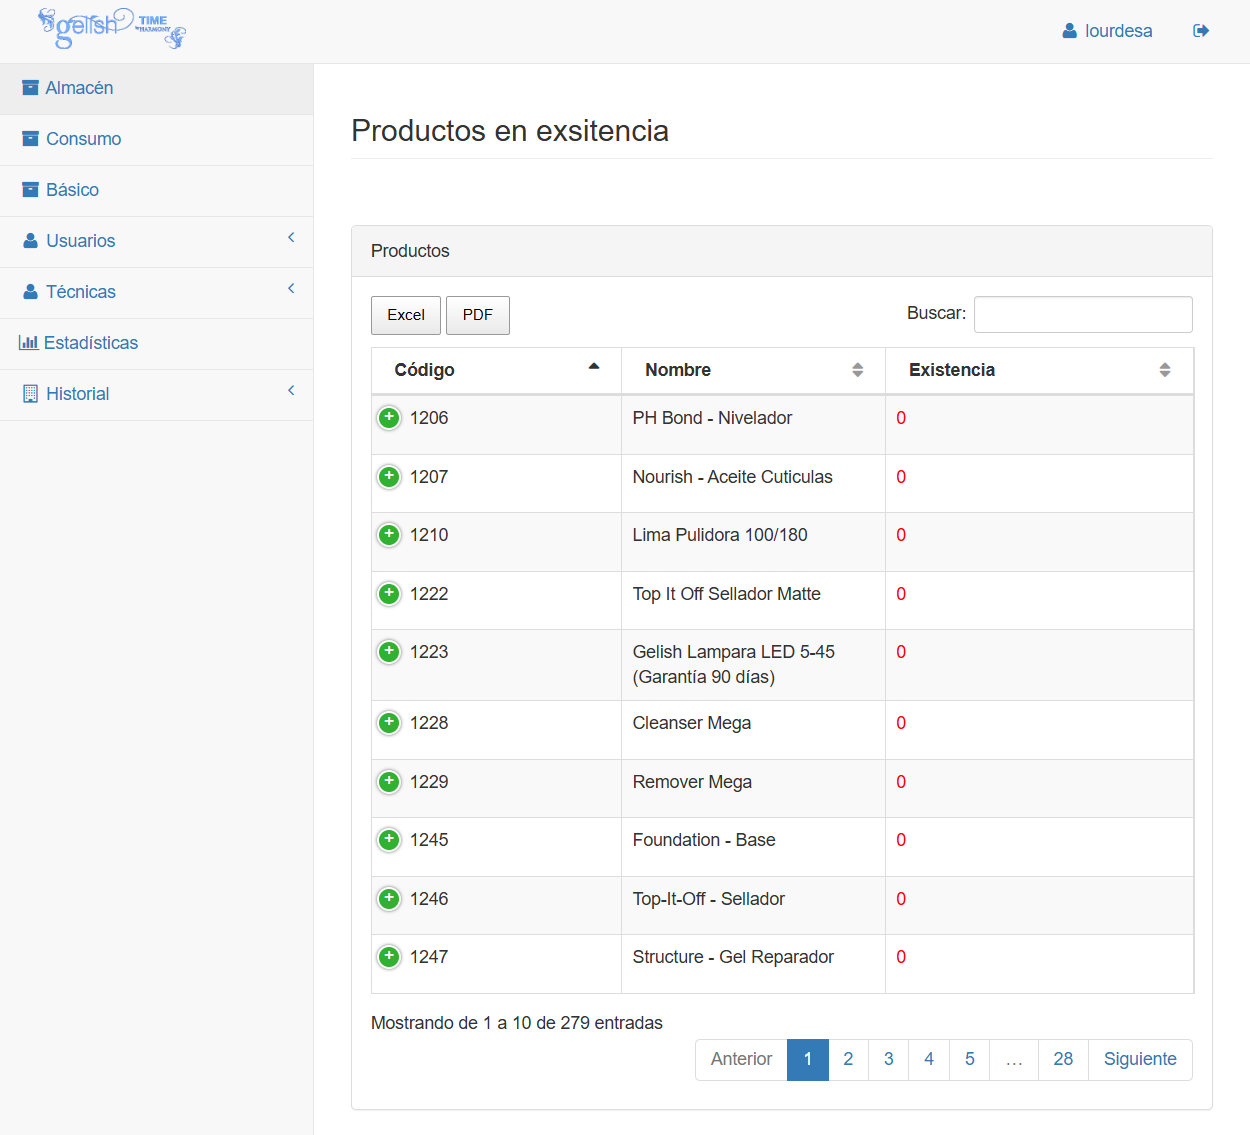 gelish TIME
IN HARMONY
lourdesa
Almacén
Consumo
Básico
Usuarios
Técnicas
Estadísticas
Historial
Productos en exsitencia
Productos
Excel PDF Buscar:
Código Nombre Existencia
1206 PH Bond - Nivelador 0
1207 Nourish - Aceite Cuticulas 0
1210 Lima Pulidora 100/180 0
1222 Top It Off Sellador Matte 0
1223 Gelish Lampara LED 5-45 0
(Garantía 90 días)
1228 Cleanser Mega 0
1229 Remover Mega 0
1245 Foundation - Base 0
1246 Top-It-Off - Sellador 0
1247 Structure - Gel Reparador 0
Mostrando de 1 a 10 de 279 entradas
Anterior 1 2 3 4 5 … 28 Siguiente